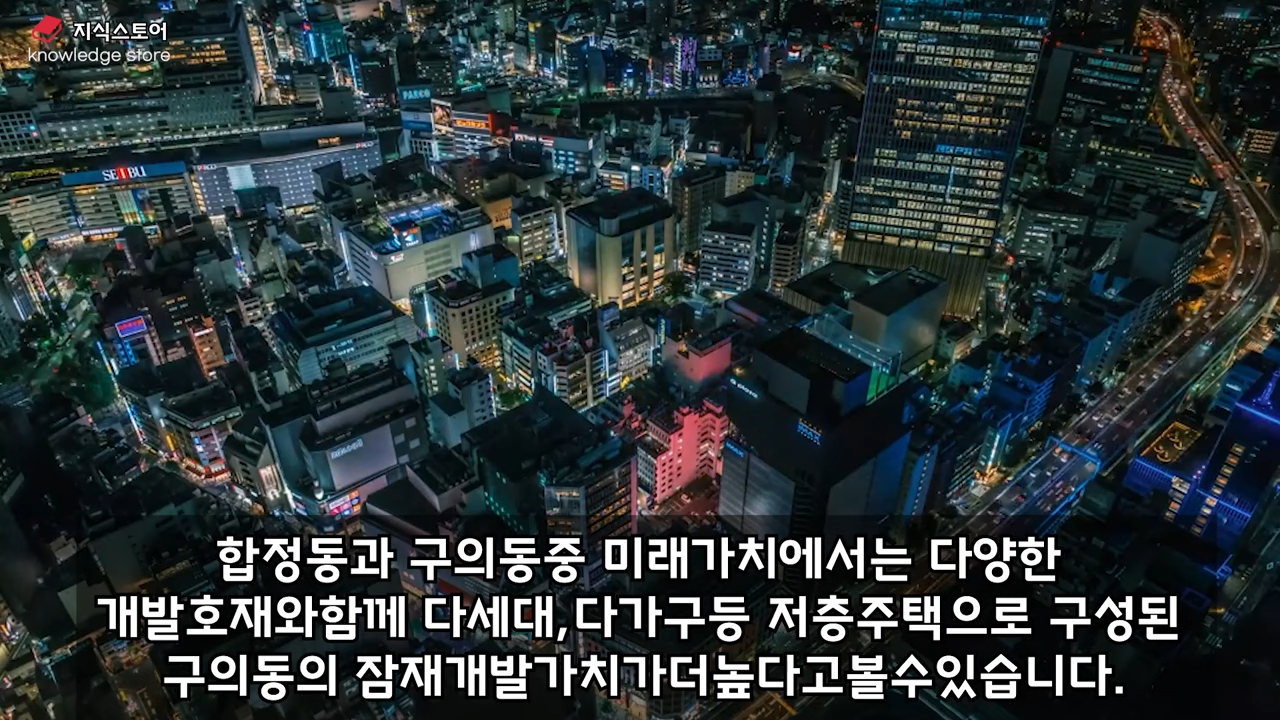 지식스토어
knowledge store
PARCO
SEIBU
合정동과 구의동중 미래가치에서는 다양한
개발호재와함께 다세대,다가구등 저층주택으로 구성된
구의동의 잠재개발가치가더높다고볼수있습니다.